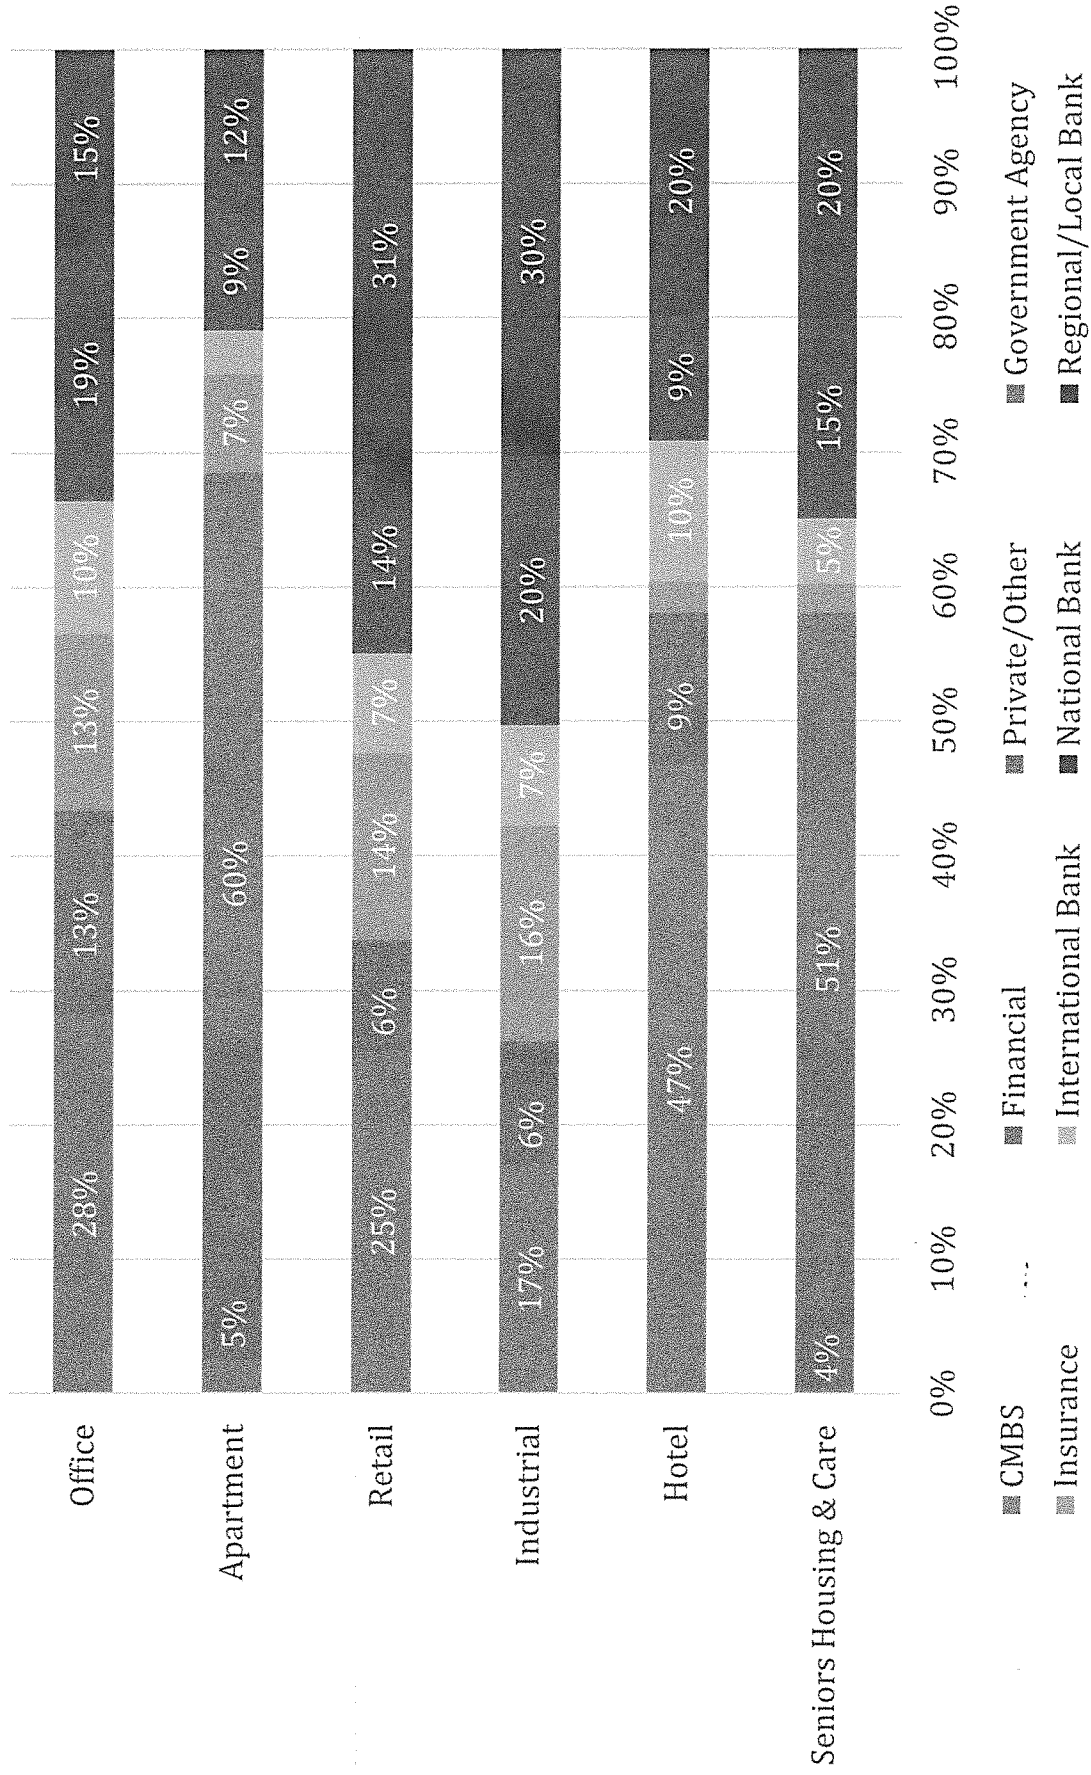 Office
28% 13% 13% 10% 19% 15%
Apartment
5% 60% 7% 9% 12%
Retail
25% 6% 14% 7% 14% 31%
Industrial
17% 6% 16% 7% 20% 30%
Hotel
47% 9% 10% 9% 20%
Seniors Housing & Care
4% 51% 5% 15% 20%
0% 10% 20% 30% 40% 50% 60% 70% 80% 90% 100%
CMBS Financial Private/Other Government Agency
Insurance International Bank National Bank Regional/Local Bank